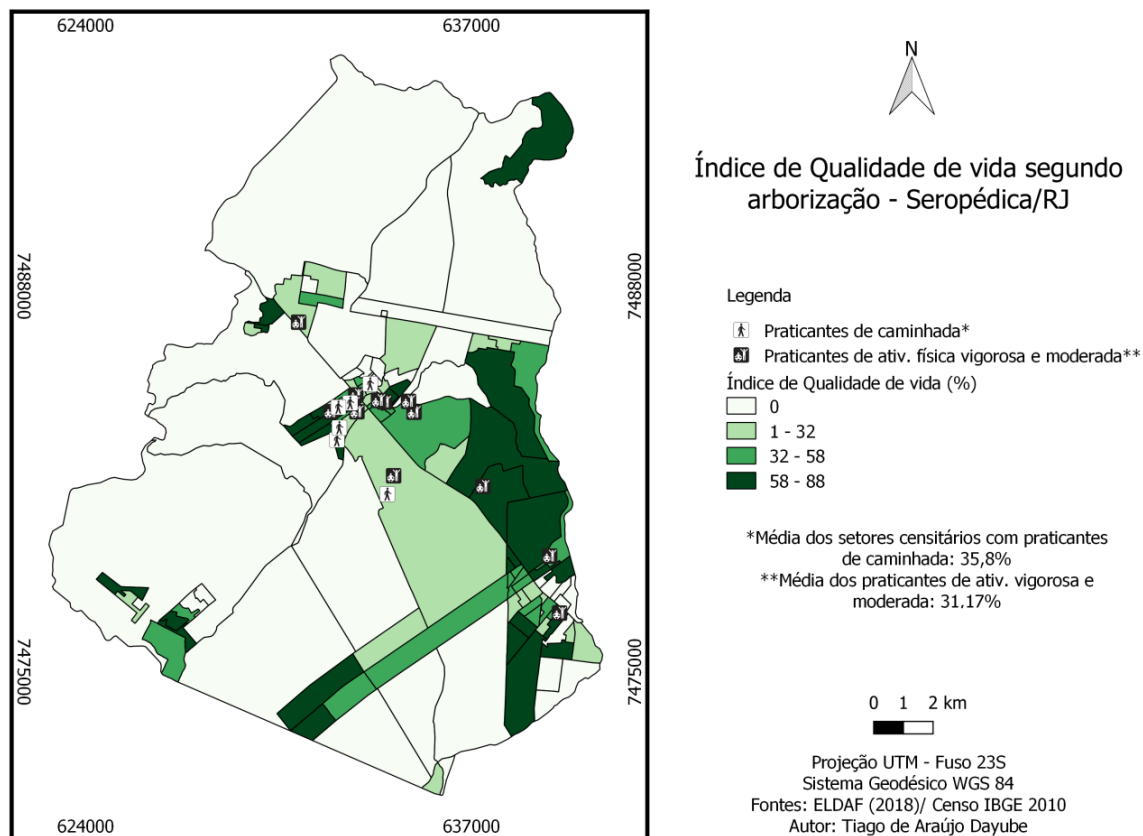 624000
637000
7488000
7488000
7475000
7475000
624000
637000
N
Índice de Qualidade de vida segundo
arborização - Seropédica/RJ
Legenda
Praticantes de caminhada*
Praticantes de ativ. física vigorosa e moderada**
Índice de Qualidade de vida (%)
0
1 - 32
32 - 58
58 - 88
*Média dos setores censitários com praticantes
de caminhada: 35,8%
**Média dos praticantes de ativ. vigorosa e
moderada: 31,17%
0 1 2 km
Projeção UTM - Fuso 23S
Sistema Geodésico WGS 84
Fontes: ELDAF (2018)/ Censo IBGE 2010
Autor: Tiago de Araújo Dayube